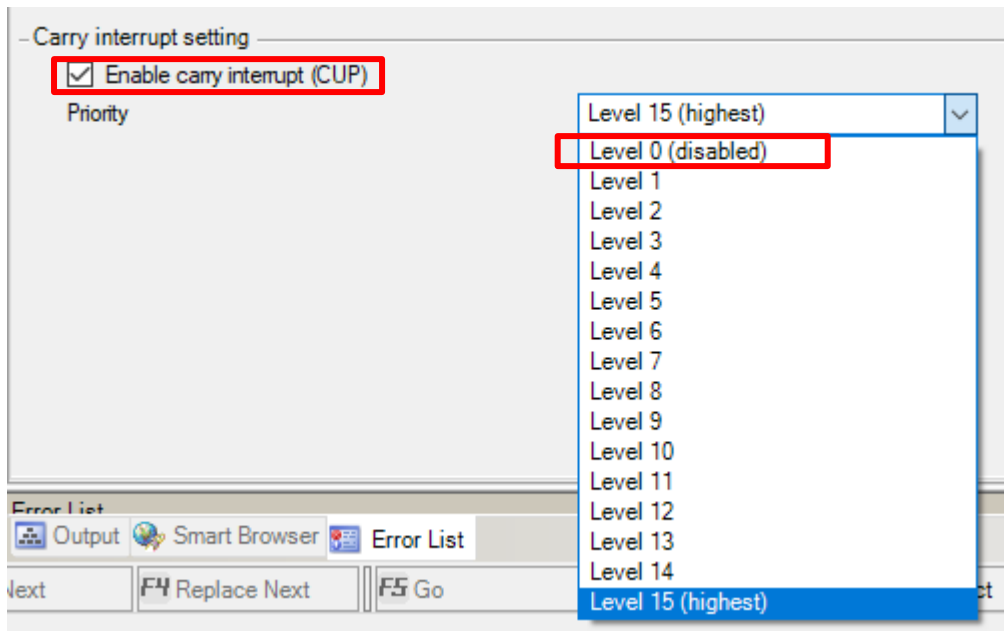 Carry interrupt setting
Enable carry interrupt (CUP)
Priority
Level 15 (highest)
Level 0 (disabled)
Level 1
Level 2
Level 3
Level 4
Level 5
Level 6
Level 7
Level 8
Level 9
Level 10
Level 11
Level 12
Level 13
Level 14
Level 15 (highest)
Error List
Output Smart Browser Error List
Next F4 Replace Next F5 Go